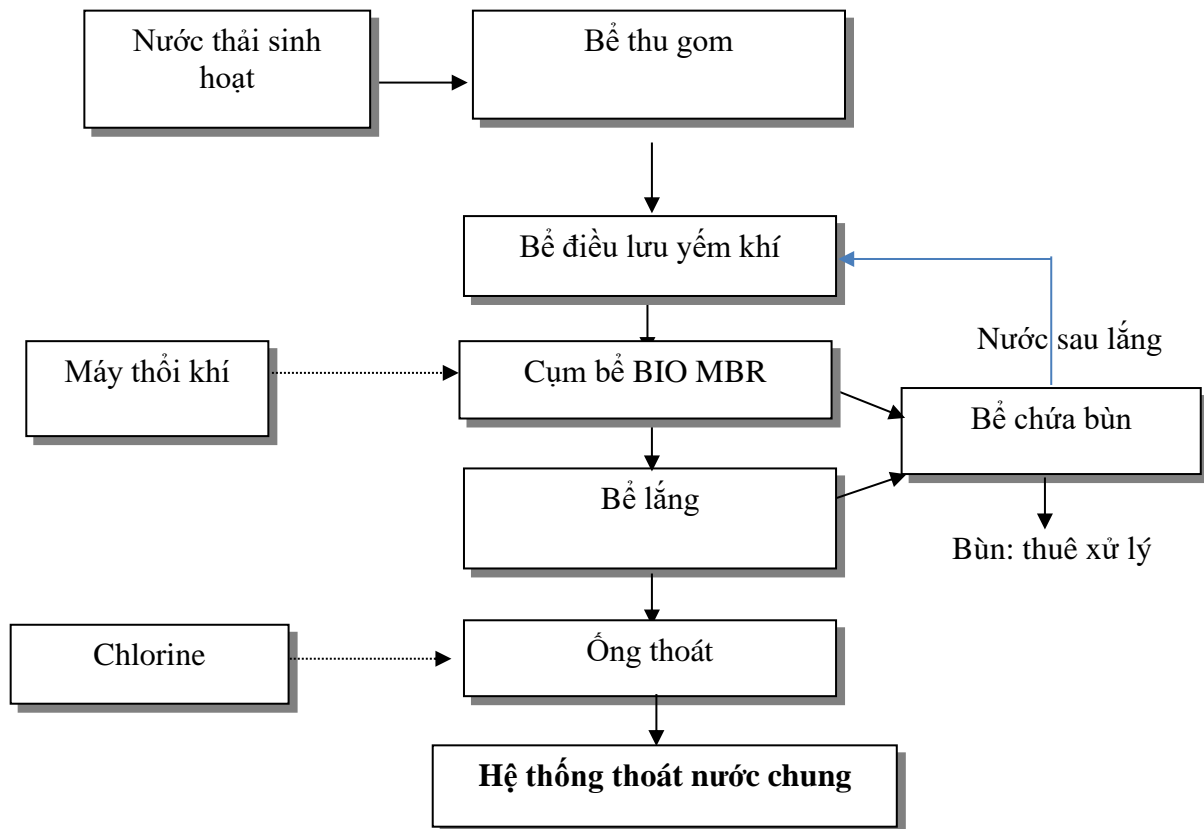 Nước thải sinh
hoạt
Bể thu gom
Bể điều lưu yếm khí
Nước sau lắng
Máy thổi khí
Cụm bể BIO MBR
Bể chứa bùn
Bể lắng
Bùn: thuê xử lý
Chlorine
Ống thoát
Hệ thống thoát nước chung